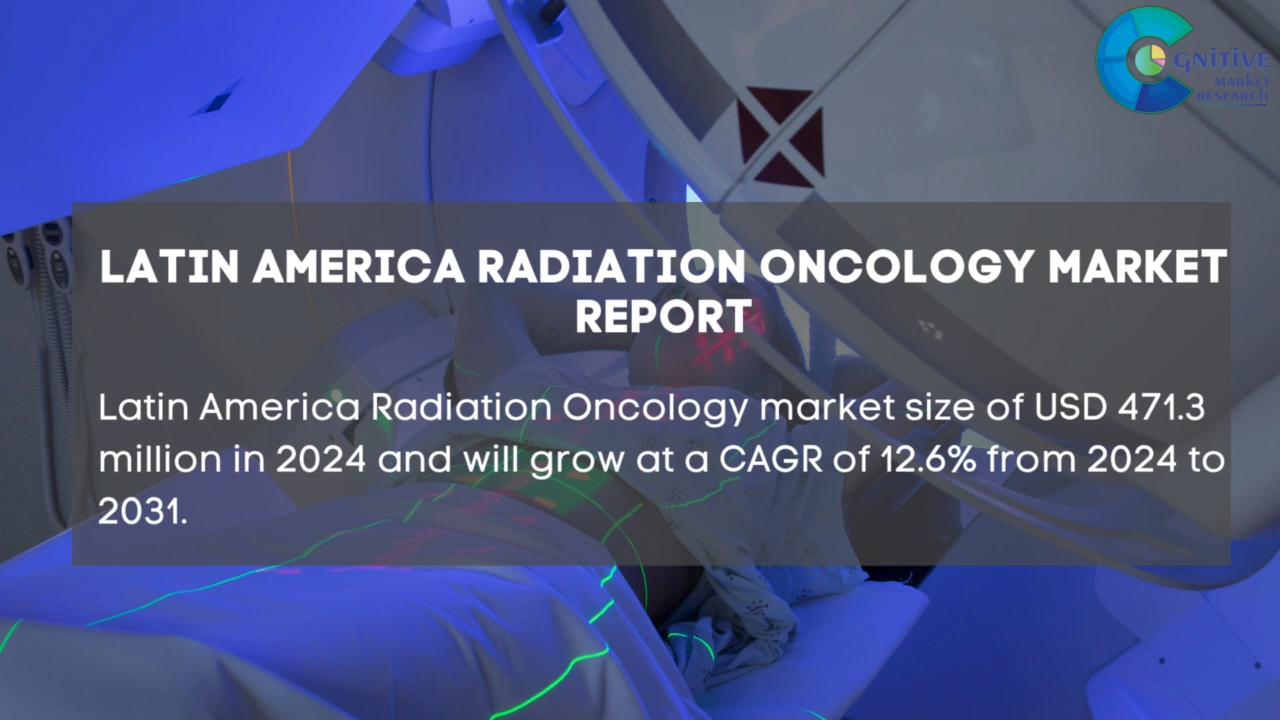 GNITIVE
MARKET
RESEARCH
LATIN AMERICA RADIATION ONCOLOGY MARKET
REPORT
Latin America Radiation Oncology market size of USD 471.3
million in 2024 and will grow at a CAGR of 12.6% from 2024 to
2031.